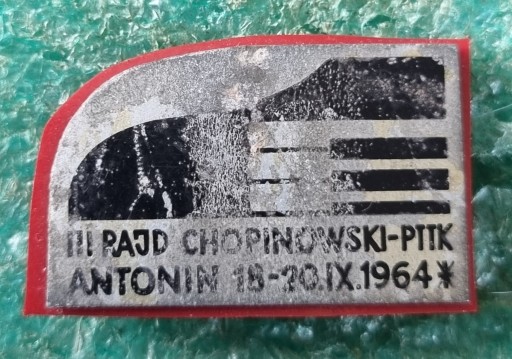 III RAJD CHOPINOWSKI-PTTK
ANTONIN 18-20.IX.1964*